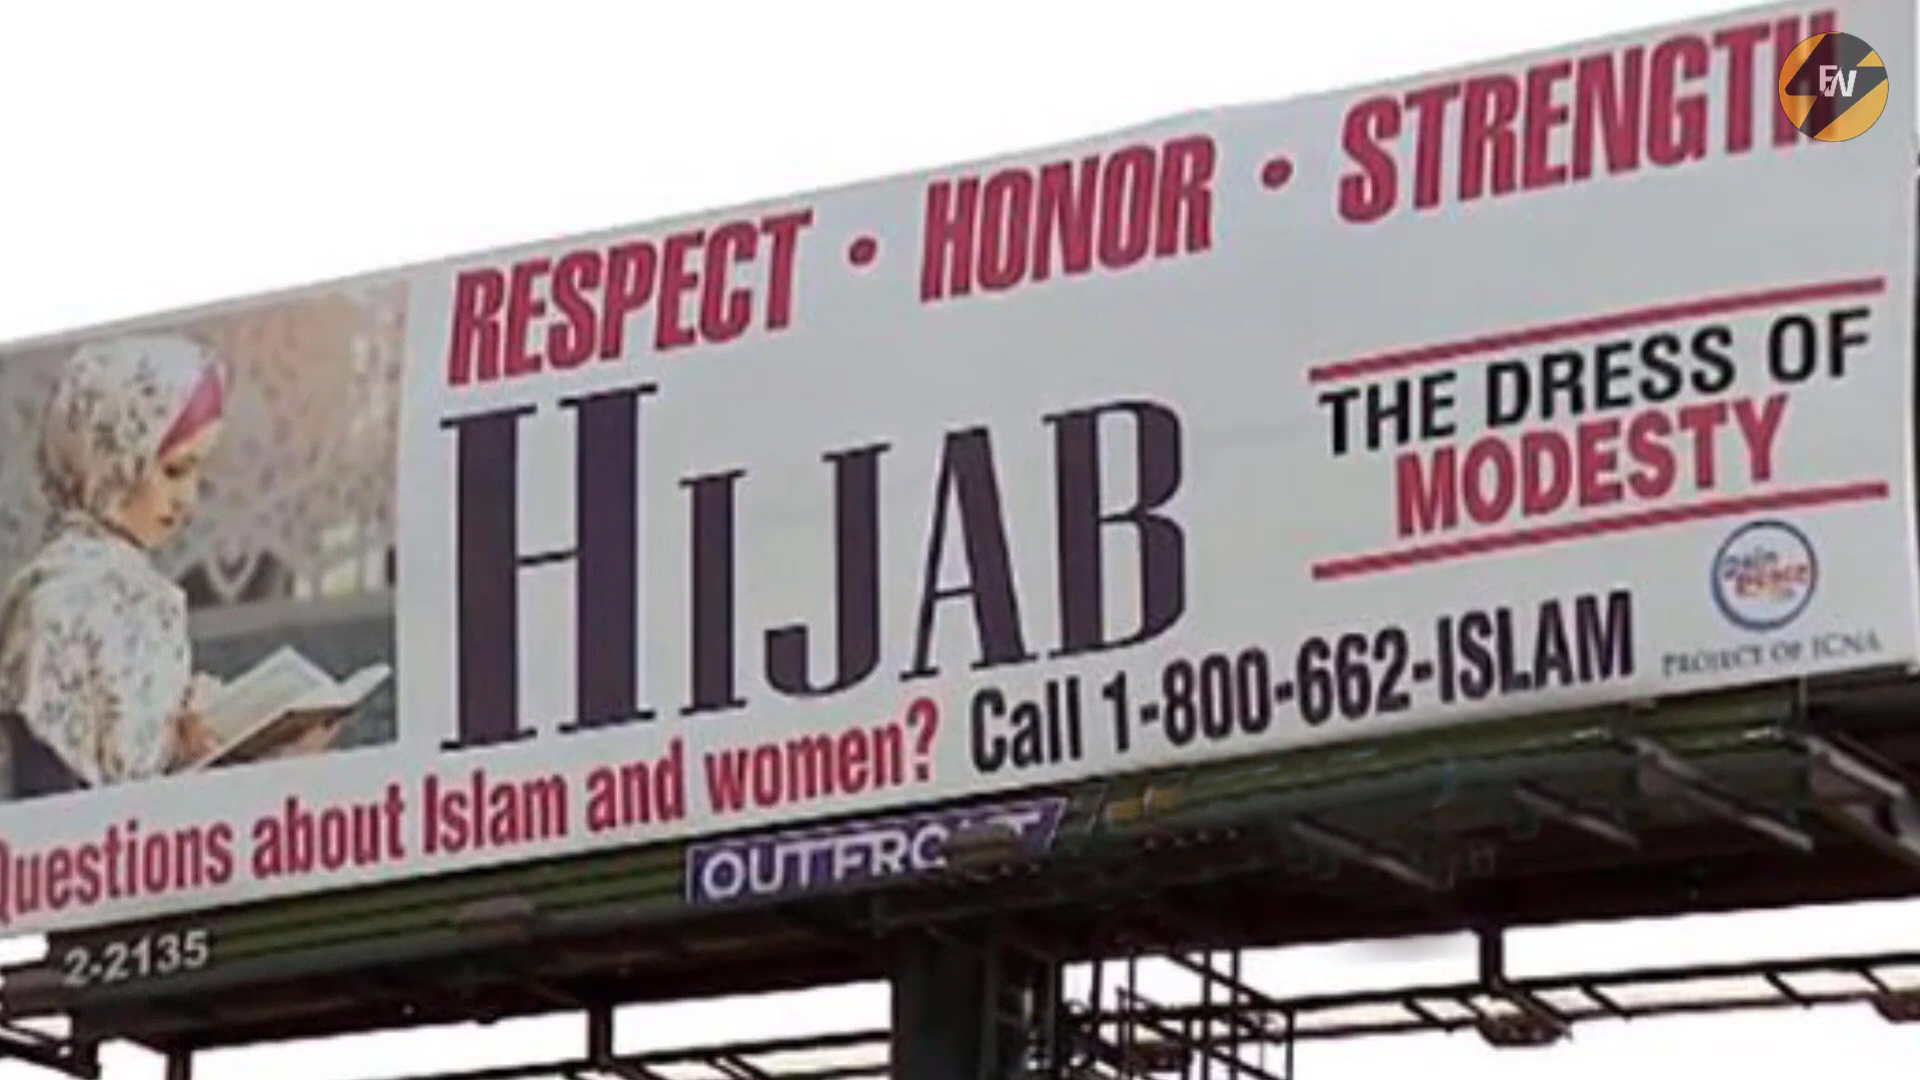 EW
RESPECT • HONOR • STRENGTH
HIJAB
THE DRESS OF
MODESTY
Questions about Islam and women? Call 1-800-662-ISLAM
PROJECT OF ICNA
2-2135